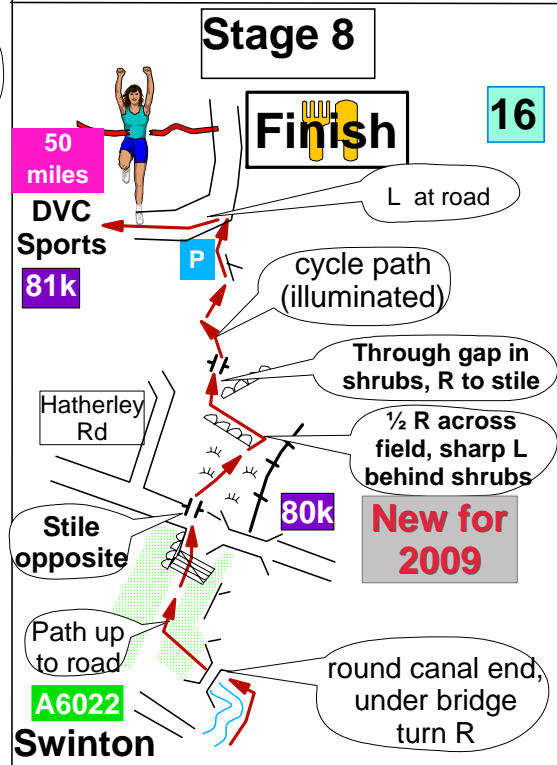 Stage 8
Finish
16
50
miles
L at road
DVC
Sports
P
81k
cycle path
(illuminated)
Through gap in
shrubs, R to stile
Hatherley
Rd
½ R across
field, sharp L
behind shrubs
80k
New for
2009
Stile
opposite
Path up
to road
round canal end,
under bridge
turn R
A6022
Swinton